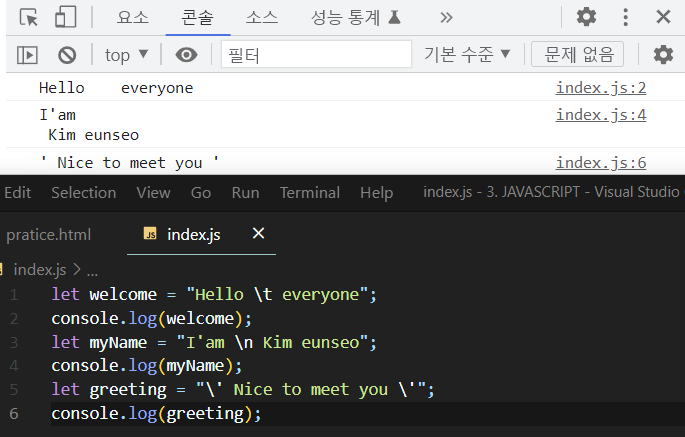 요소 콘솔 소스 성능 통계 »
top ▼ 필터 기본 수준 ▼ 문제 없음
Hello    everyone index.js:2
I'am index.js:4
 Kim eunseo
' Nice to meet you ' index.js:6
Edit Selection View Go Run Terminal Help index.js - 3. JAVASCRIPT - Visual Studio
pratice.html JS index.js ×
index.js > ...
1 let welcome = "Hello \t everyone";
2 console.log(welcome);
3 let myName = "I'am \n Kim eunseo";
4 console.log(myName);
5 let greeting = "\' Nice to meet you \'";
6 console.log(greeting);